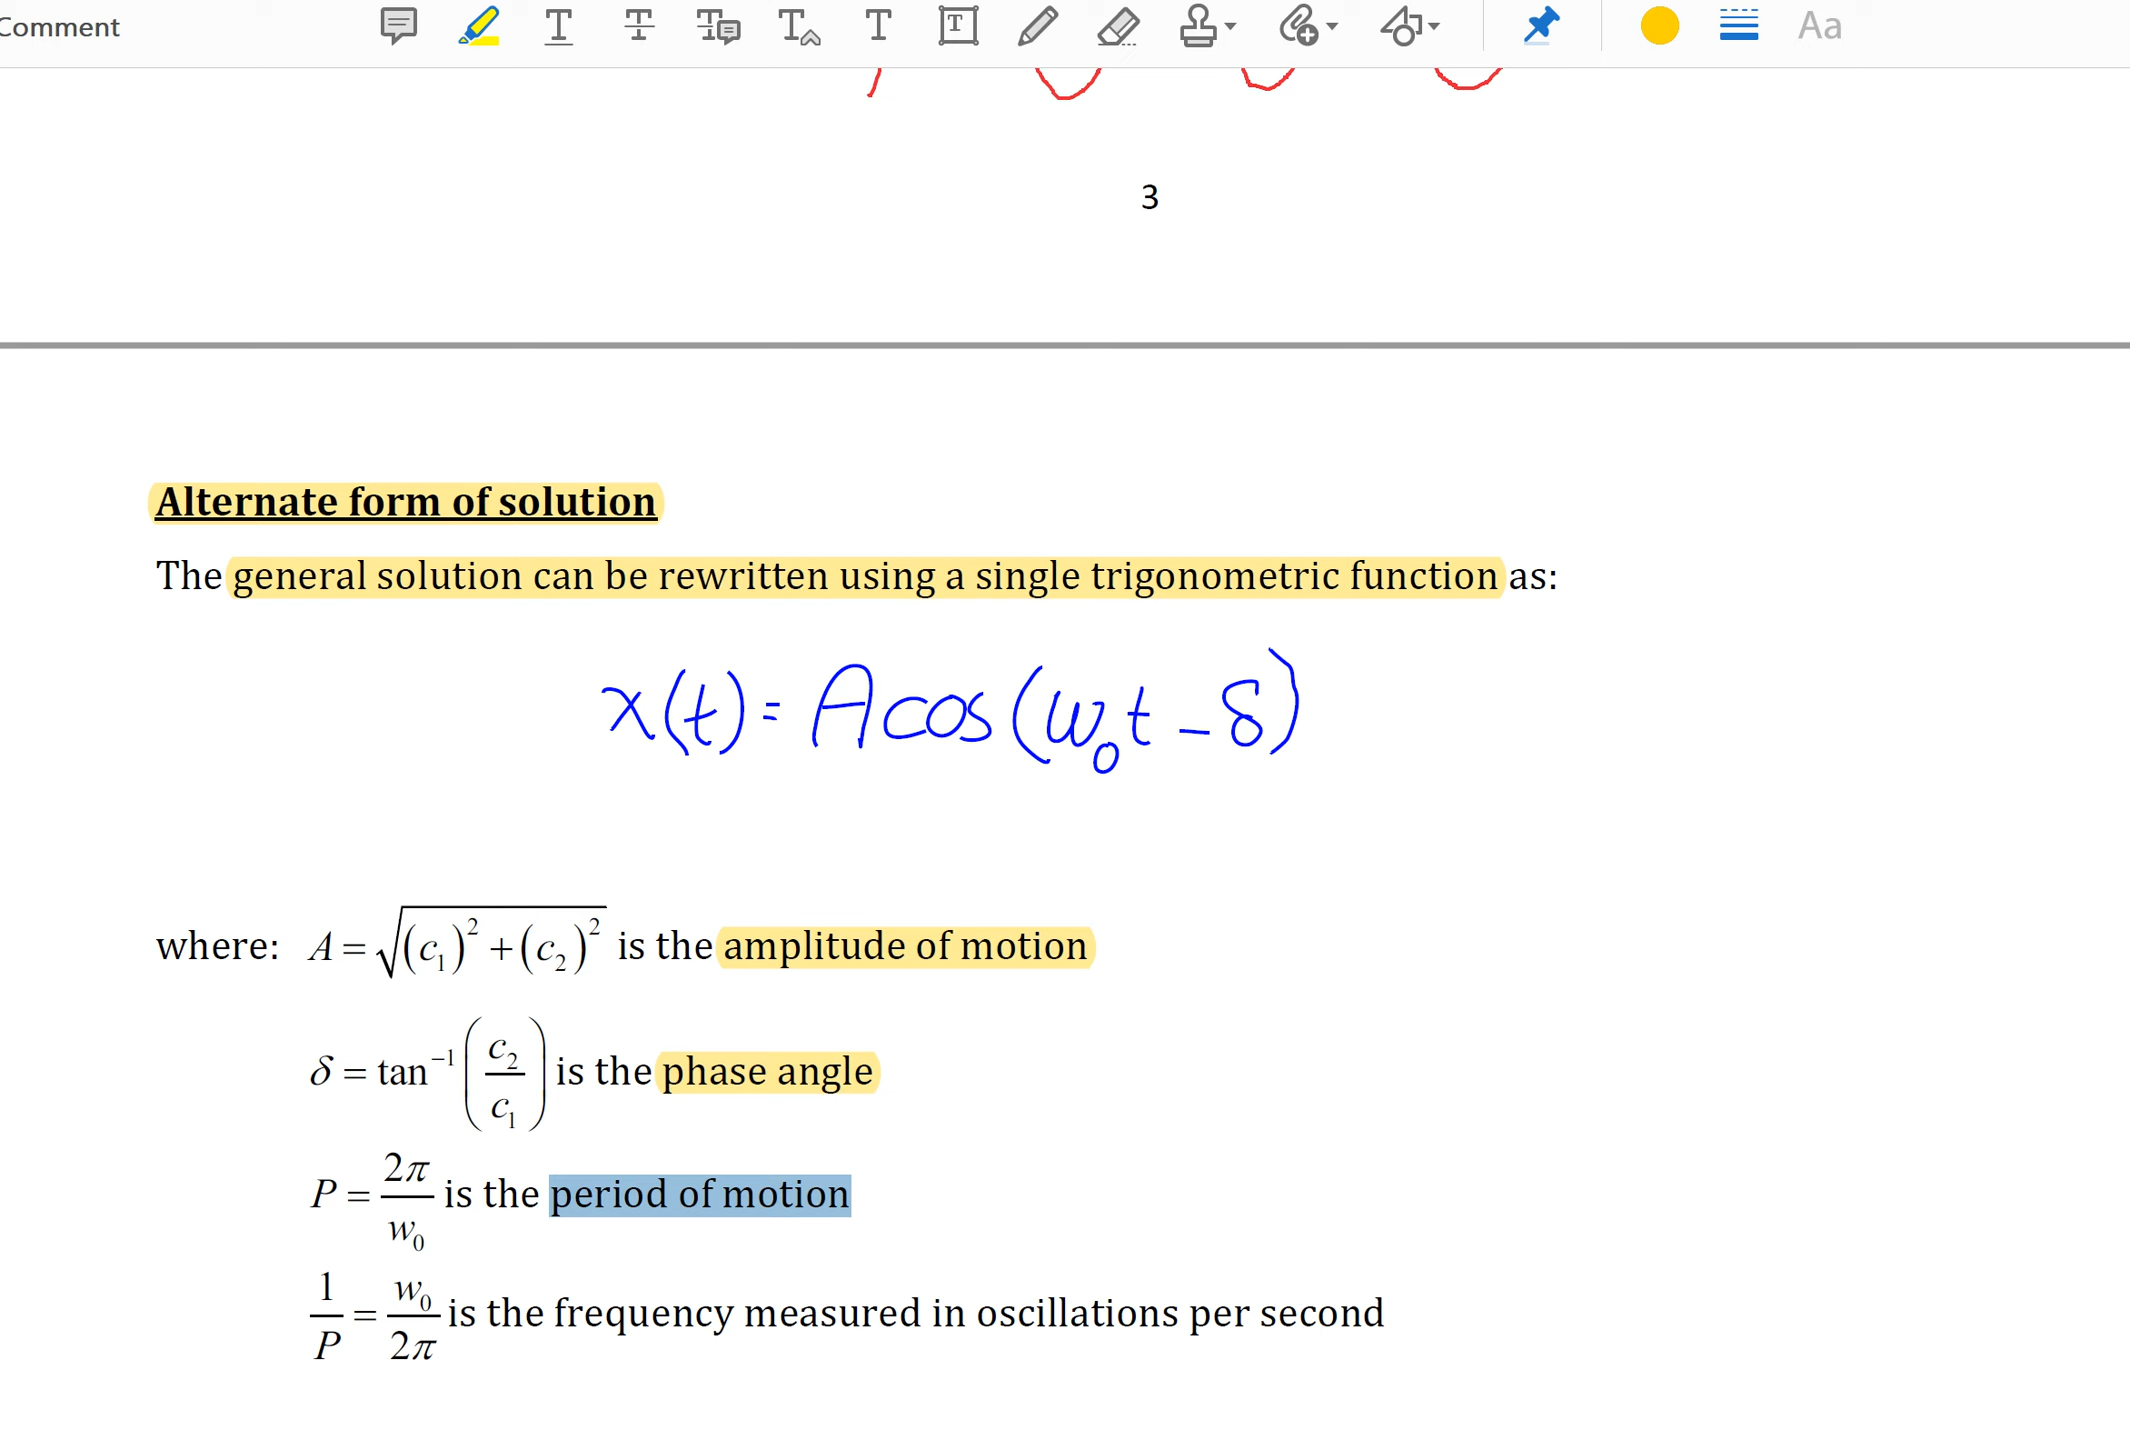 Comment
Aa
3
Alternate form of solution
The general solution can be rewritten using a single trigonometric function as:
x(t) = A cos(w₀t - δ)
where: A = √((c₁)² + (c₂)²) is the amplitude of motion
δ = tan⁻¹(c₂/c₁) is the phase angle
P = 2π/w₀ is the period of motion
1/P = w₀/2π is the frequency measured in oscillations per second